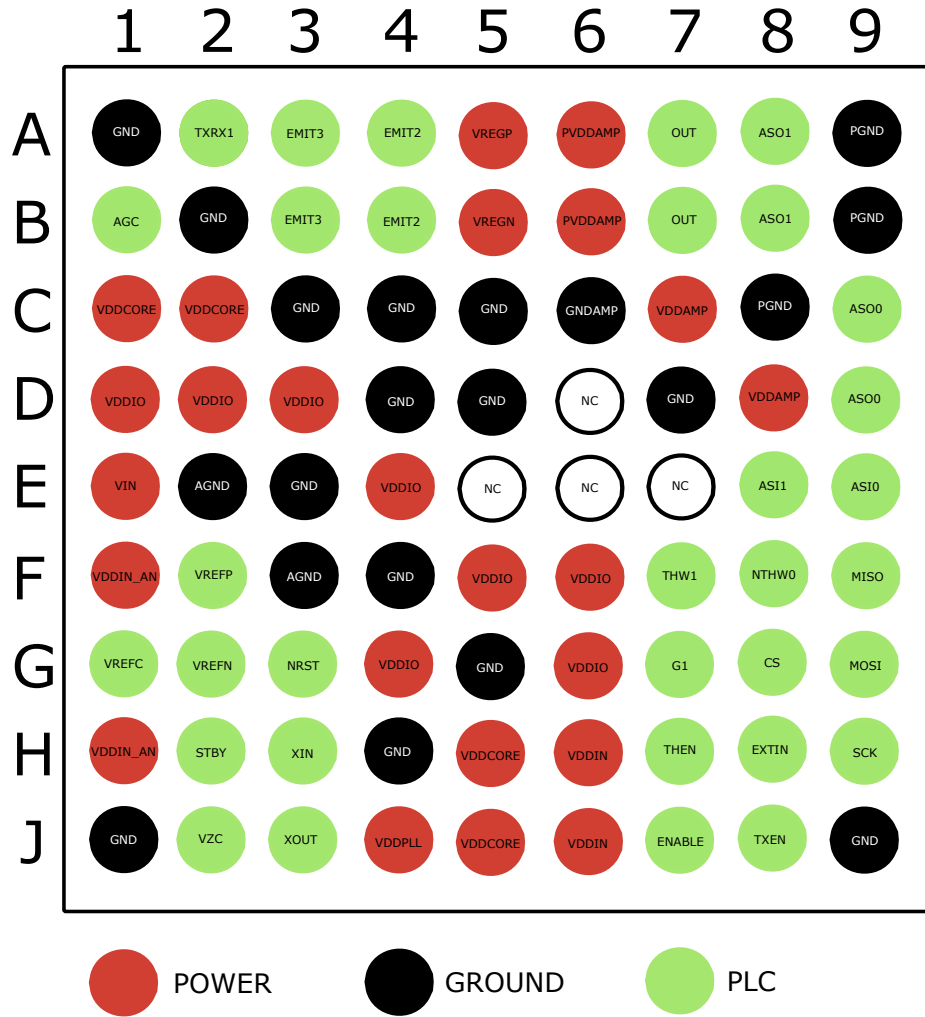 1 2 3 4 5 6 7 8 9
A GND TXRX1 EMIT3 EMIT2 VREGP PVDDAMP OUT ASO1 PGND
B AGC GND EMIT3 EMIT2 VREGN PVDDAMP OUT ASO1 PGND
C VDDCORE VDDCORE GND GND GND GNDAMP VDDAMP PGND ASO0
D VDDIO VDDIO VDDIO GND GND NC GND VDDAMP ASO0
E VIN AGND GND VDDIO NC NC NC ASI1 ASI0
F VDDIN_AN VREFP AGND GND VDDIO VDDIO THW1 NTHW0 MISO
G VREFC VREFN NRST VDDIO GND VDDIO G1 CS MOSI
H VDDIN_AN STBY XIN GND VDDCORE VDDIN THEN EXTIN SCK
J GND VZC XOUT VDDPLL VDDCORE VDDIN ENABLE TXEN GND
POWER GROUND PLC